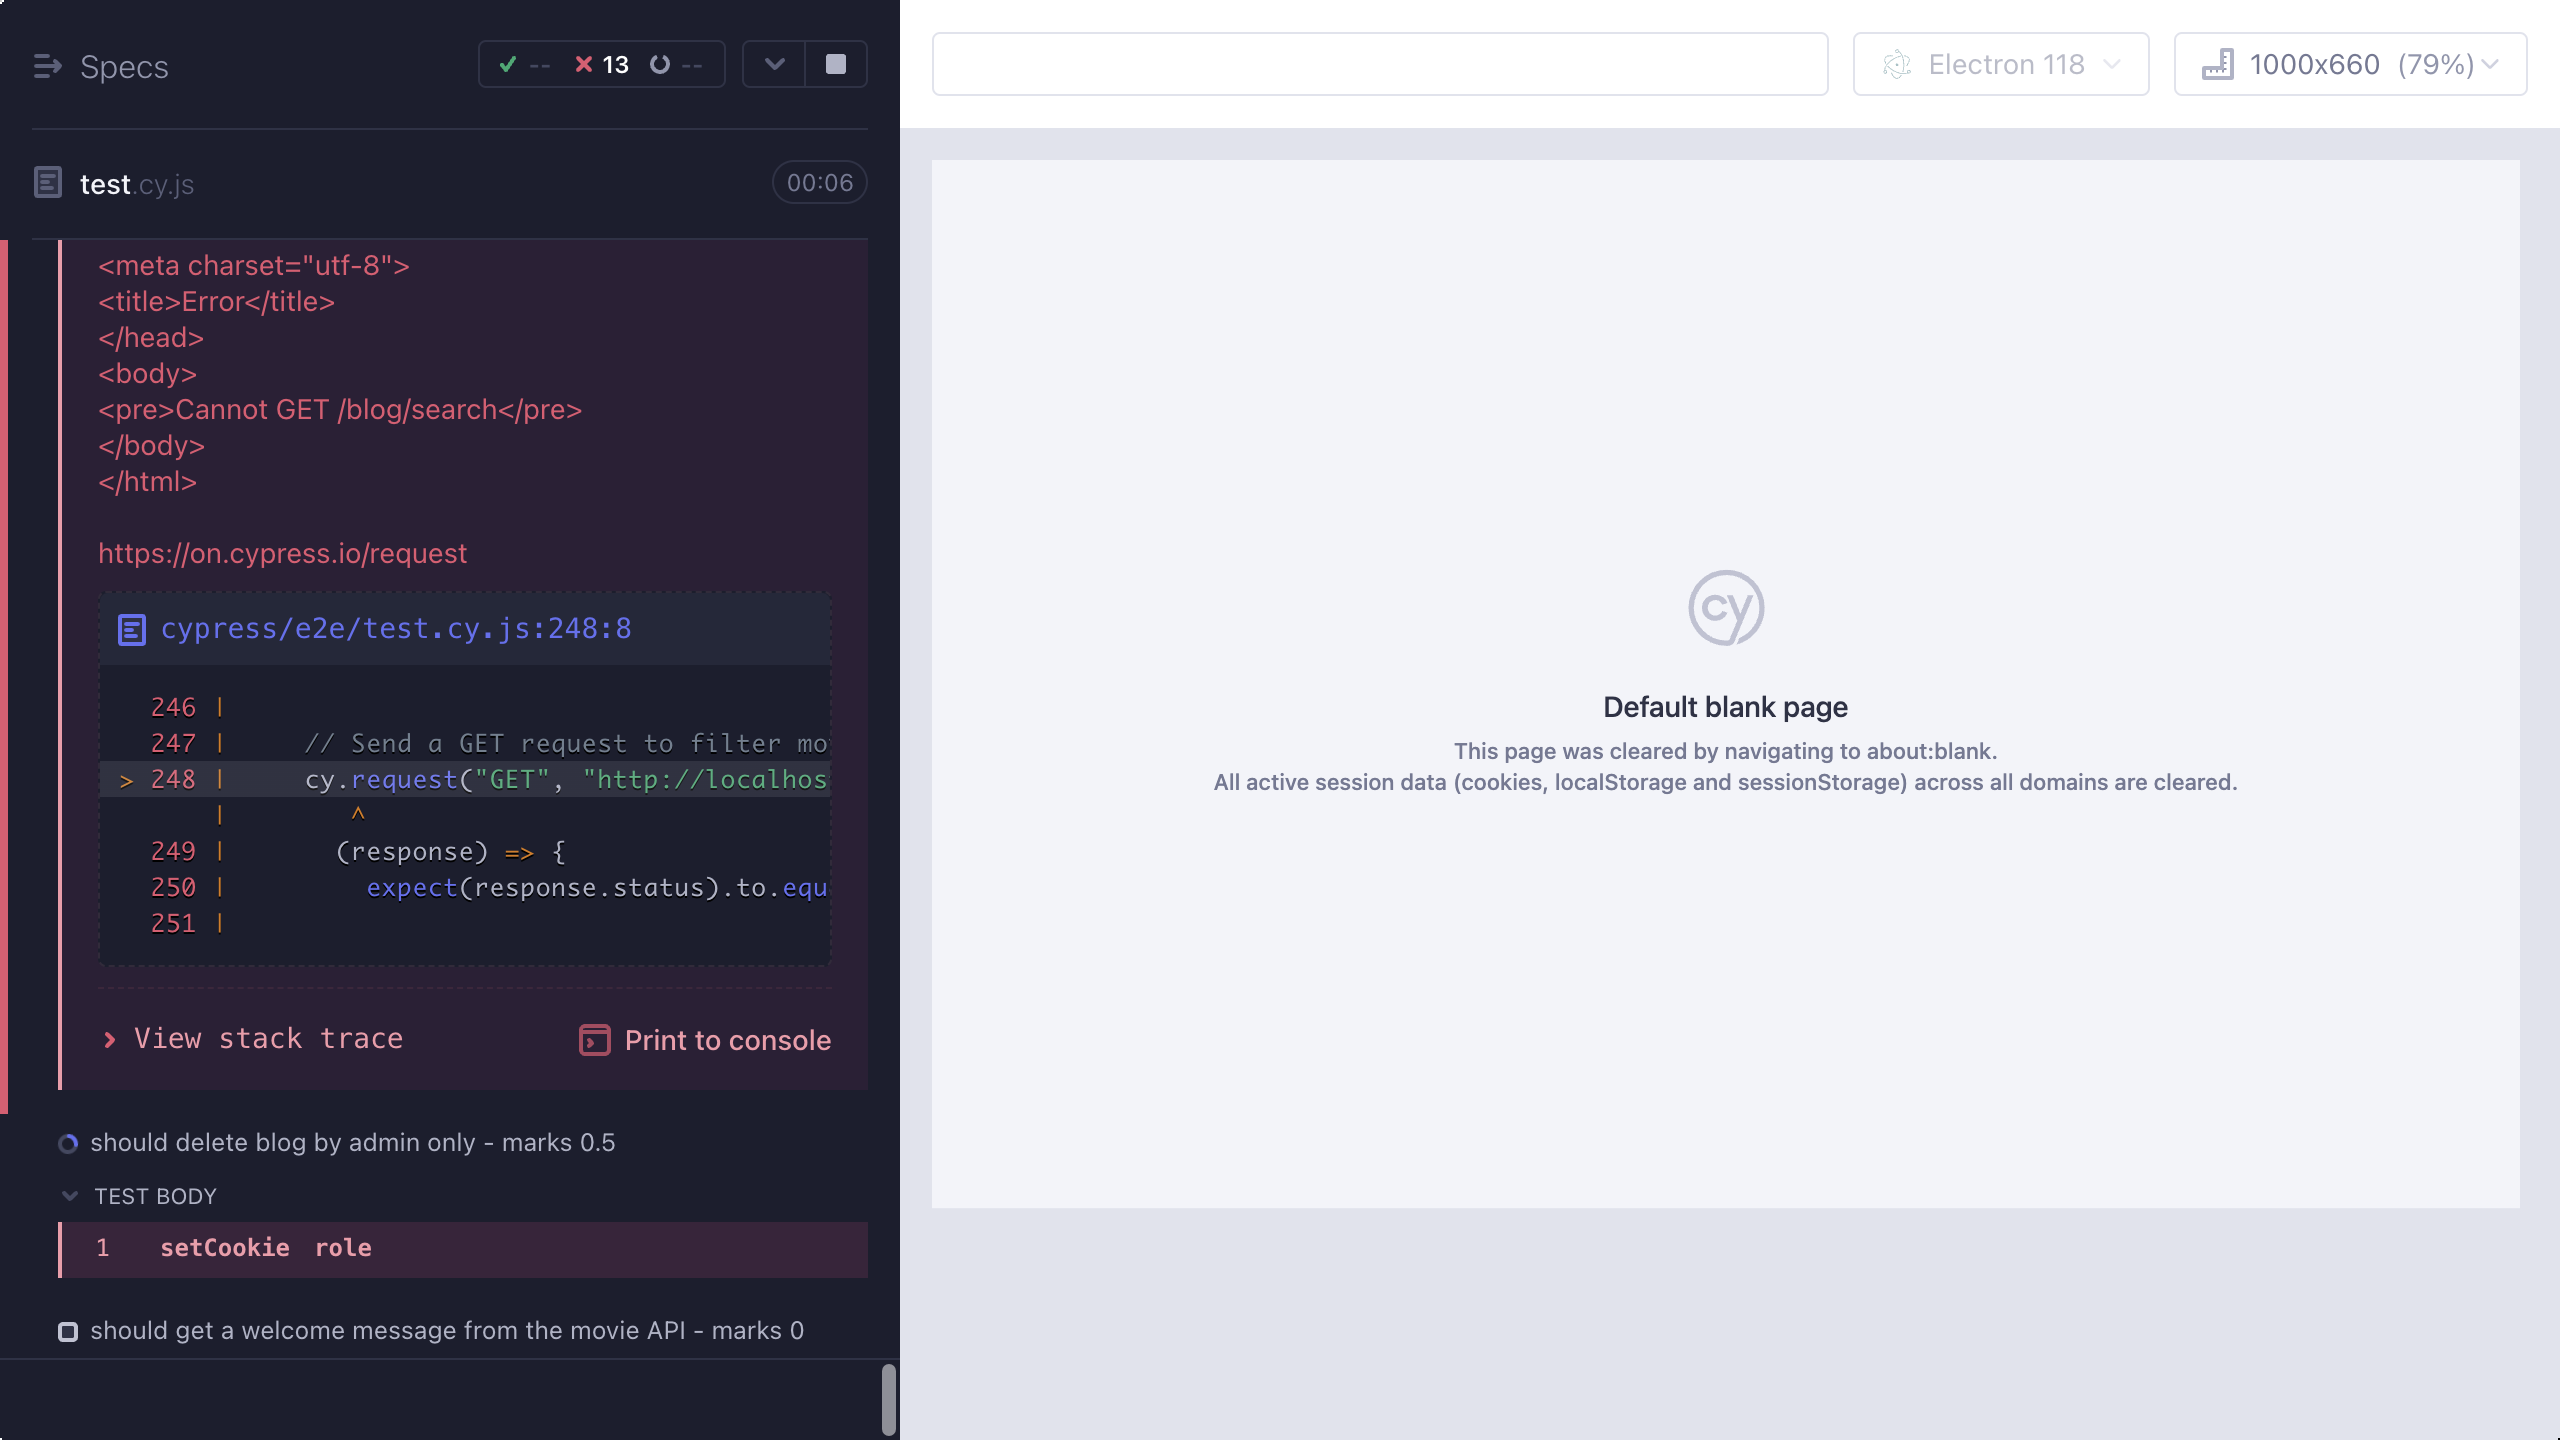 Specs
-- 13 --
test.cy.js
00:06
<meta charset="utf-8">
<title>Error</title>
</head>
<body>
<pre>Cannot GET /blog/search</pre>
</body>
</html>
https://on.cypress.io/request
cypress/e2e/test.cy.js:248:8
246 |
247 | // Send a GET request to filter mo
> 248 | cy.request("GET", "http://localhos
| ^
249 | (response) => {
250 | expect(response.status).to.equ
251 |
View stack trace
Print to console
should delete blog by admin only - marks 0.5
TEST BODY
1 setCookie role
should get a welcome message from the movie API - marks 0
Electron 118
1000x660 (79%)
cy
Default blank page
This page was cleared by navigating to about:blank.
All active session data (cookies, localStorage and sessionStorage) across all domains are cleared.